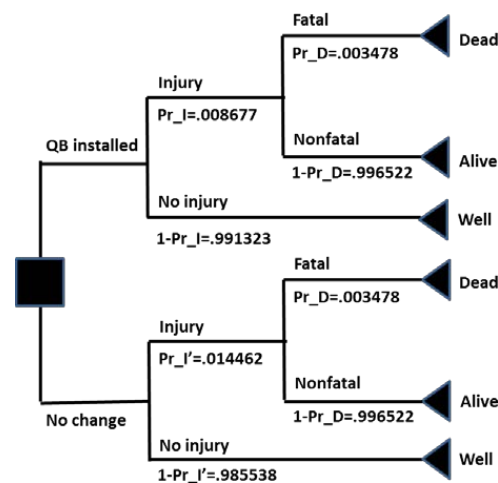 Fatal
Dead
Pr_D=.003478
Injury
Pr_I=.008677
QB installed
Nonfatal
Alive
1-Pr_D=.996522
No injury
Well
1-Pr_I=.991323
Fatal
Dead
Pr_D=.003478
Injury
Pr_I’=.014462
No change
Nonfatal
Alive
1-Pr_D=.996522
No injury
Well
1-Pr_I’=.985538